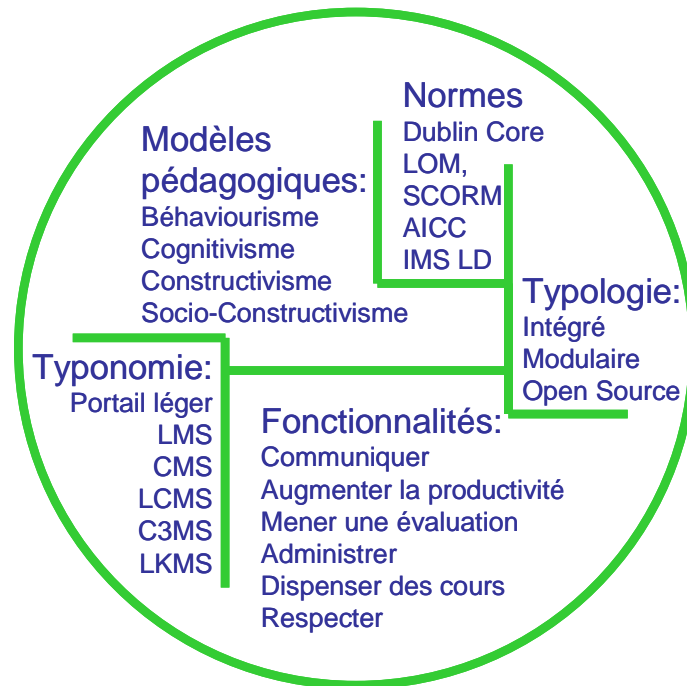 Modèles
pédagogiques:
Béhaviourisme
Cognitivisme
Constructivisme
Socio-Constructivisme
Normes
Dublin Core
LOM,
SCORM
AICC
IMS LD
Typologie:
Intégré
Modulaire
Open Source
Typonomie:
Portail léger
LMS
CMS
LCMS
C3MS
LKMS
Fonctionnalités:
Communiquer
Augmenter la productivité
Mener une évaluation
Administrer
Dispenser des cours
Respecter